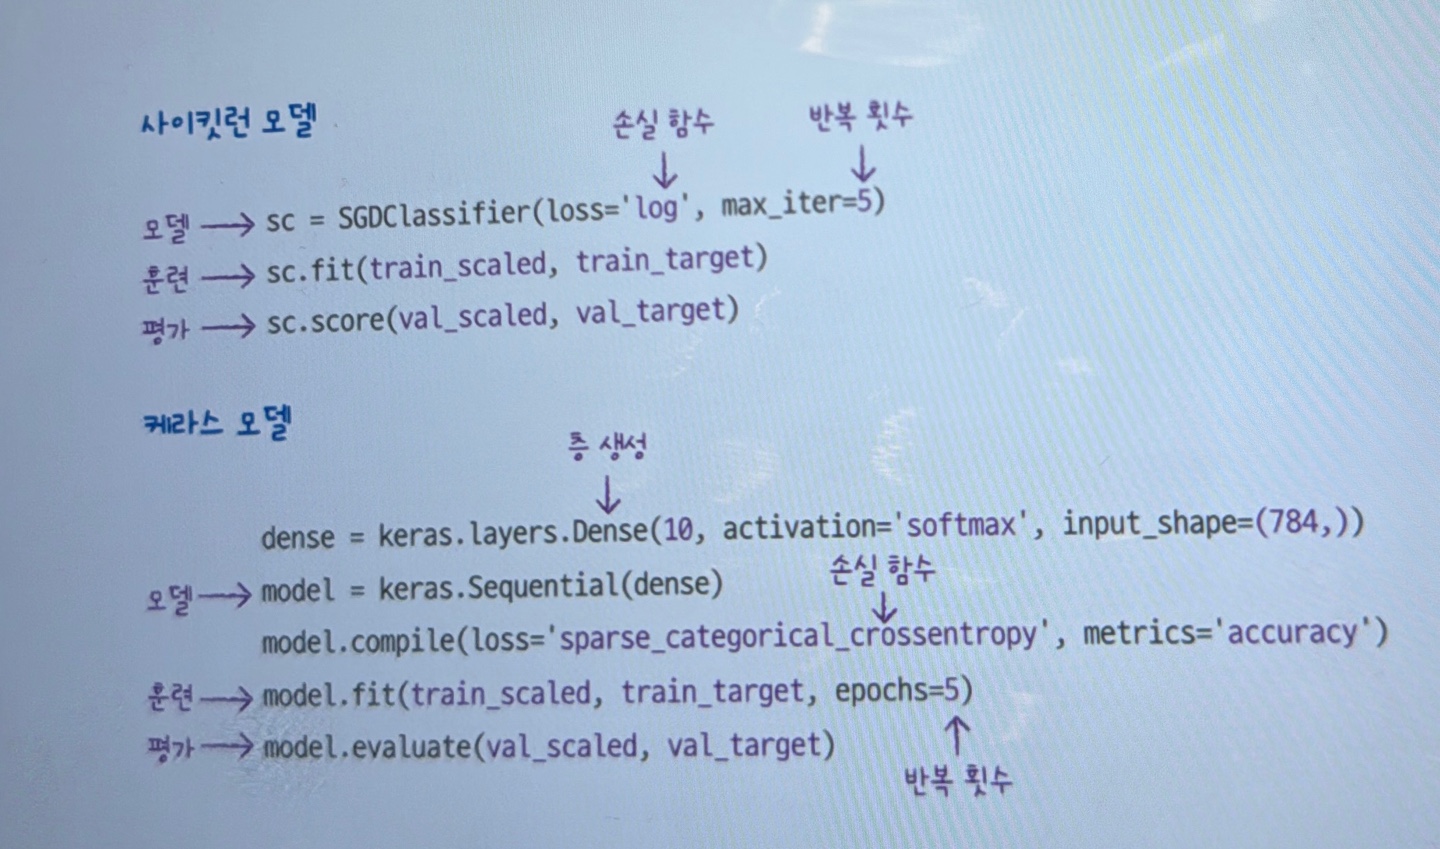 사이킷런 모델
손실 함수 반복 횟수
모델 → sc = SGDClassifier(loss='log', max_iter=5)
훈련 → sc.fit(train_scaled, train_target)
평가 → sc.score(val_scaled, val_target)
케라스 모델
층 생성
dense = keras.layers.Dense(10, activation='softmax', input_shape=(784,))
손실 함수
모델 → model = keras.Sequential(dense)
model.compile(loss='sparse_categorical_crossentropy', metrics='accuracy')
훈련 → model.fit(train_scaled, train_target, epochs=5)
평가 → model.evaluate(val_scaled, val_target)
반복 횟수